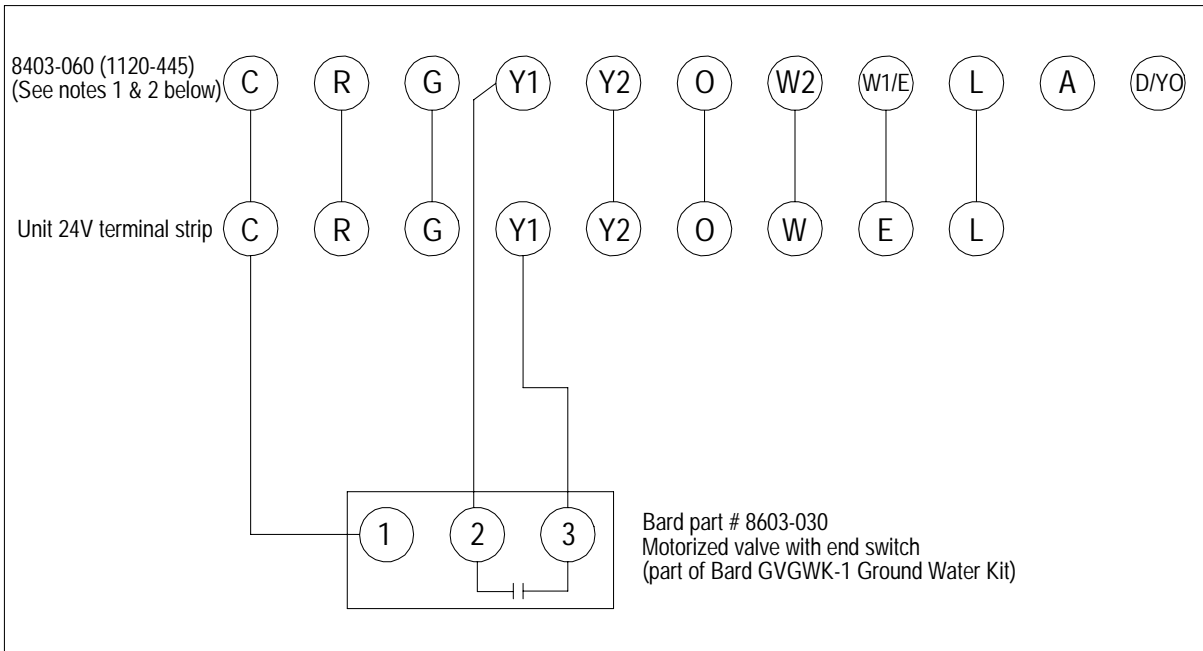 8403-060 (1120-445)
(See notes 1 & 2 below)
C R G Y1 Y2 O W2 W1/E L A D/YO
Unit 24V terminal strip
C R G Y1 Y2 O W E L
1 2 3
Bard part # 8603-030
Motorized valve with end switch
(part of Bard GVGWK-1 Ground Water Kit)